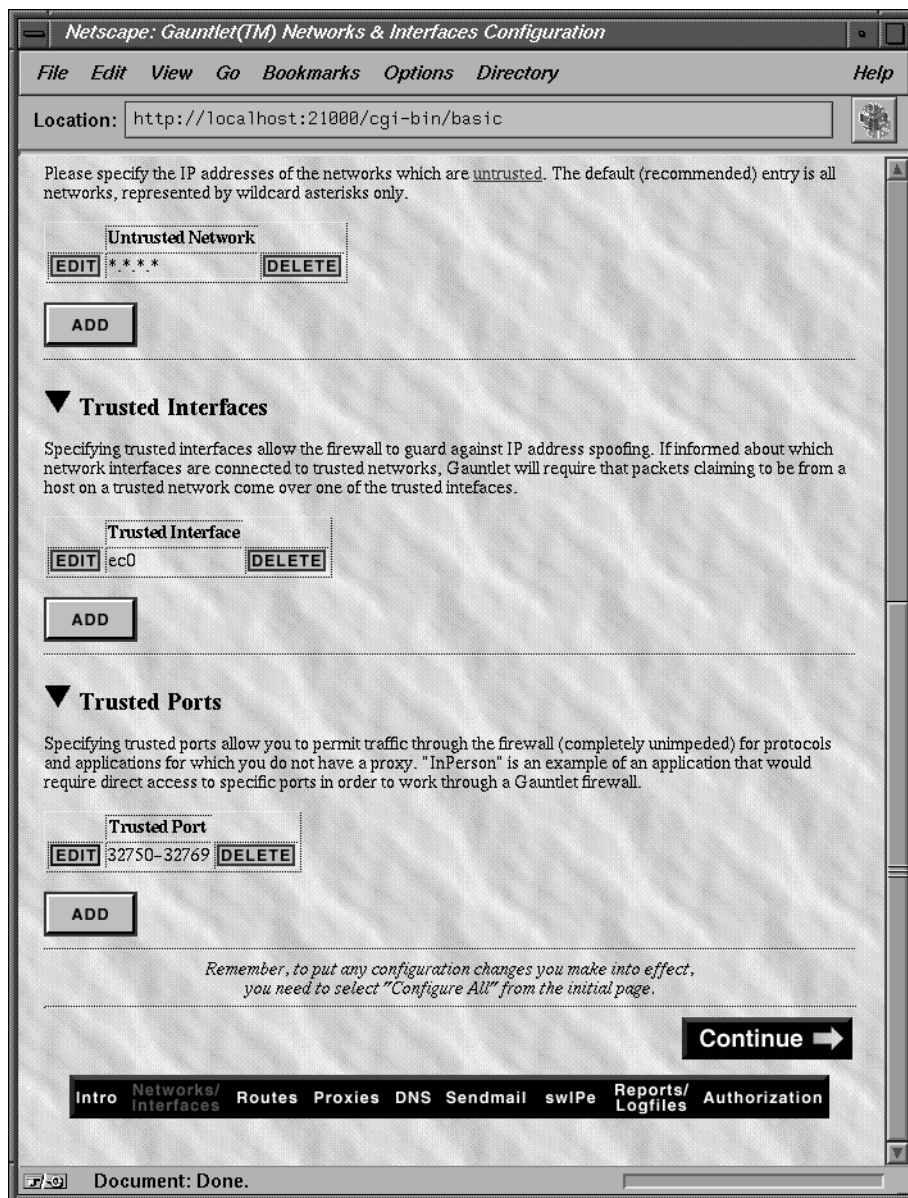 Netscape: Gauntlet(TM) Networks & Interfaces Configuration
File Edit View Go Bookmarks Options Directory Help
Location: http://localhost:21000/cgi-bin/basic
Please specify the IP addresses of the networks which are untrusted. The default (recommended) entry is all
networks, represented by wildcard asterisks only.
Untrusted Network
EDIT *.*.*.* DELETE
ADD
Trusted Interfaces
Specifying trusted interfaces allow the firewall to guard against IP address spoofing. If informed about which
network interfaces are connected to trusted networks, Gauntlet will require that packets claiming to be from a
host on a trusted network come over one of the trusted intefaces.
Trusted Interface
EDIT ec0 DELETE
ADD
Trusted Ports
Specifying trusted ports allow you to permit traffic through the firewall (completely unimpeded) for protocols
and applications for which you do not have a proxy. "InPerson" is an example of an application that would
require direct access to specific ports in order to work through a Gauntlet firewall.
Trusted Port
EDIT 32750-32769 DELETE
ADD
Remember, to put any configuration changes you make into effect,
you need to select "Configure All" from the initial page.
Continue
Intro Networks/ Interfaces Routes Proxies DNS Sendmail swIPe Reports/ Logfiles Authorization
Document: Done.